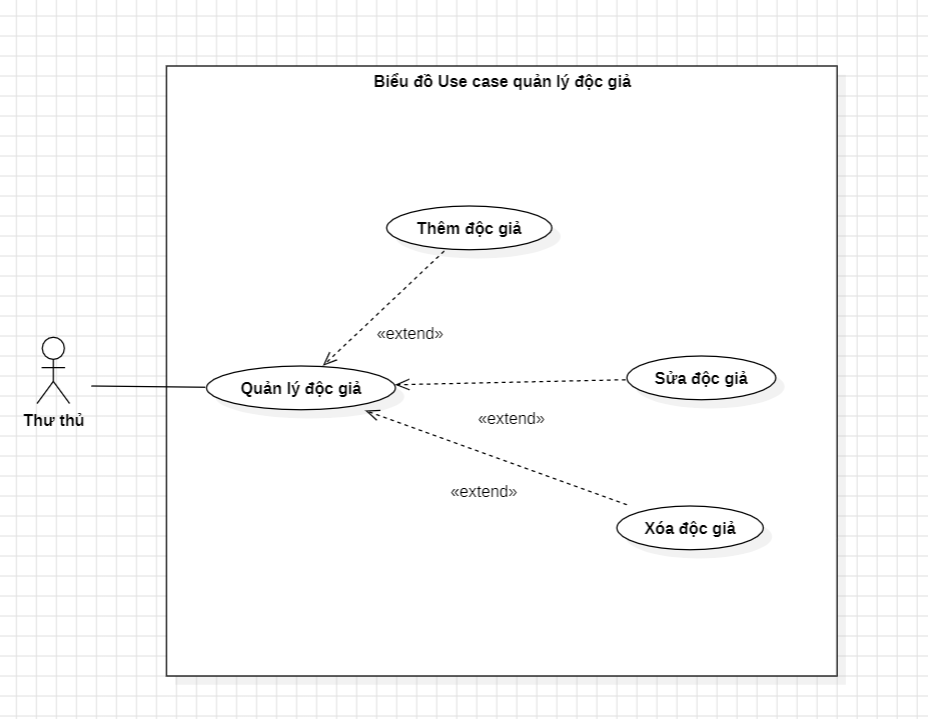 Biểu đồ Use case quản lý độc giả
Thêm độc giả
«extend»
Quản lý độc giả
Sửa độc giả
Thư thủ
«extend»
«extend»
Xóa độc giả